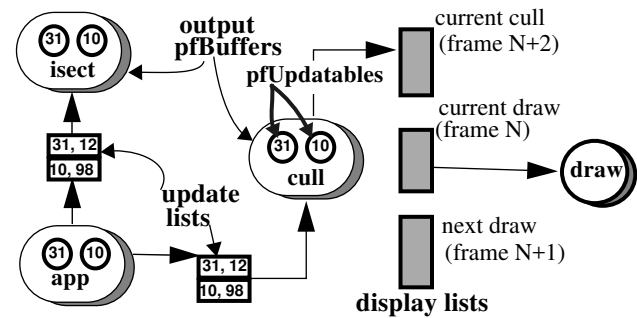 31 10
isect
output
pfBuffers
pfUpdatables
current cull
(frame N+2)
31, 12
10, 98
31 10
cull
current draw
(frame N)
draw
update
lists
31 10
app
31, 12
10, 98
next draw
(frame N+1)
display lists